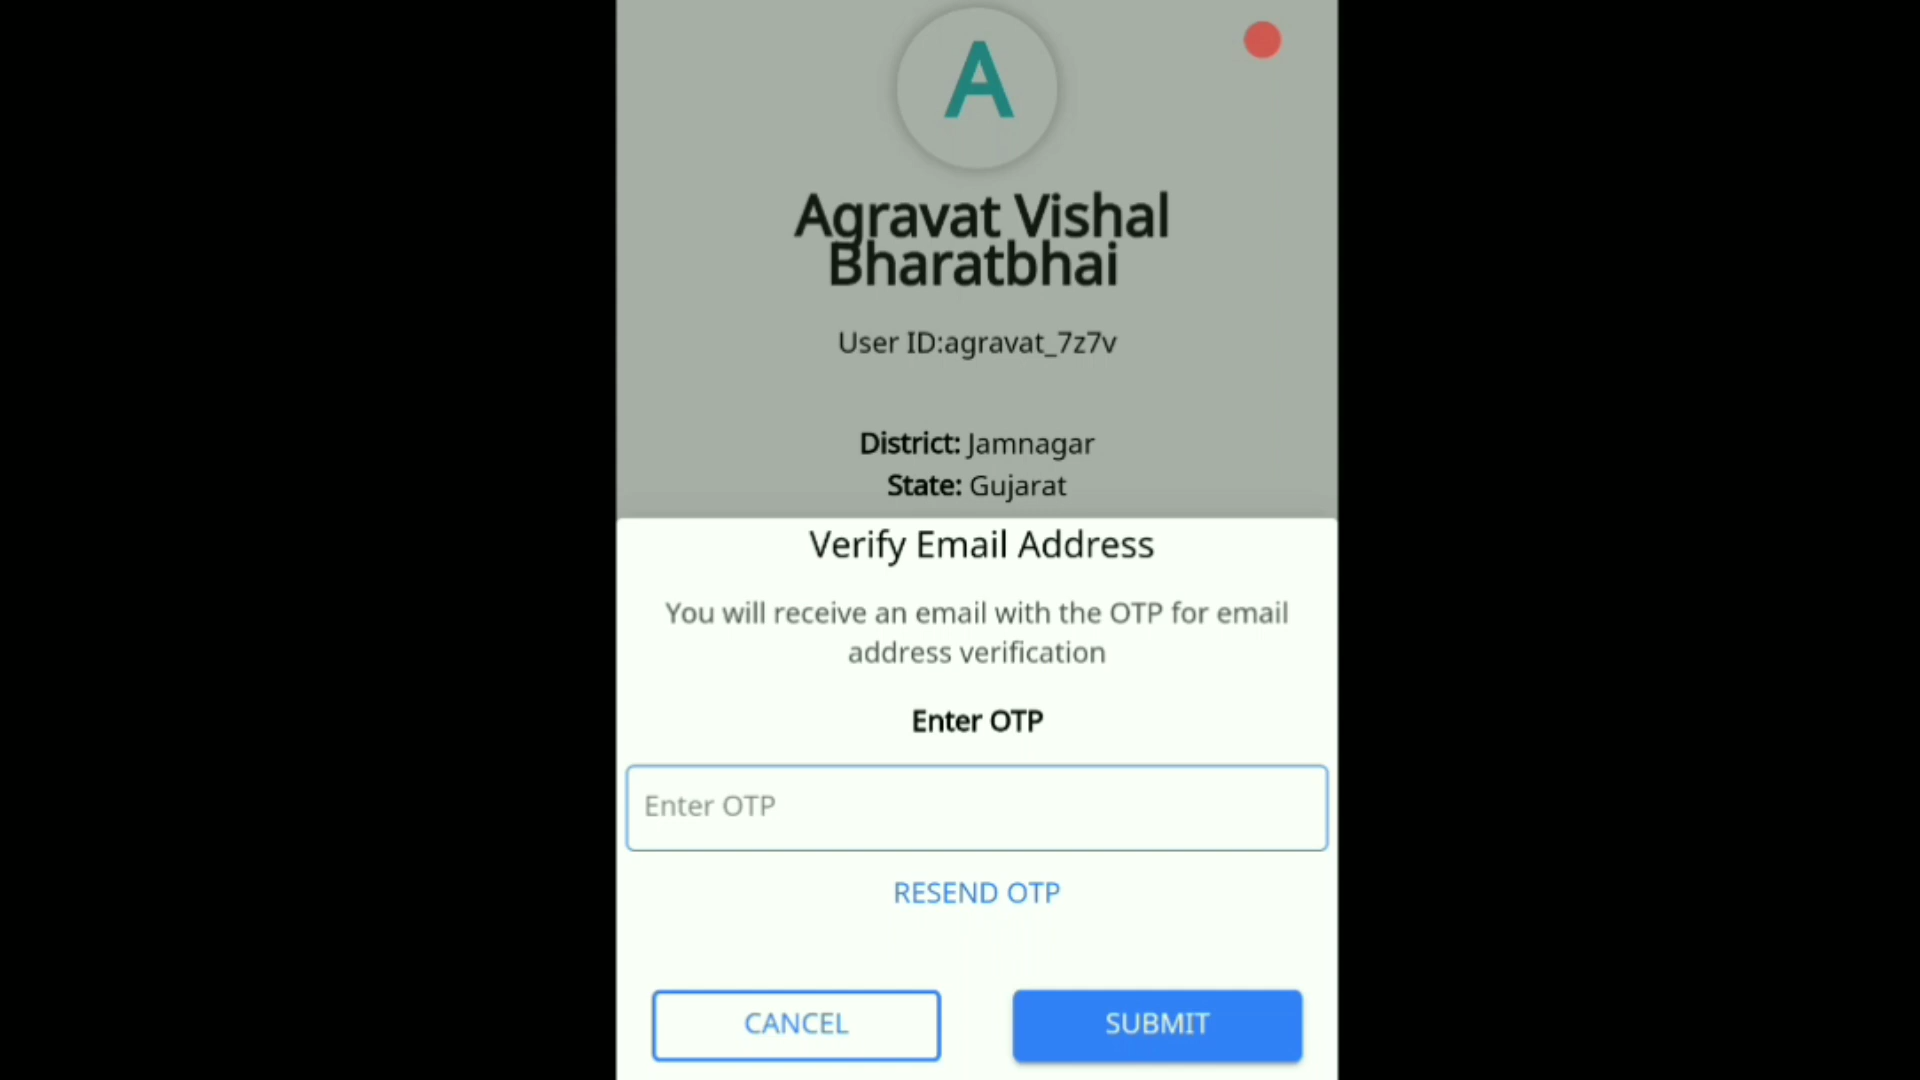 A
Agravat Vishal
Bharatbhai
User ID:agravat_7z7v
District: Jamnagar
State: Gujarat
Verify Email Address
You will receive an email with the OTP for email
address verification
Enter OTP
Enter OTP
RESEND OTP
CANCEL SUBMIT